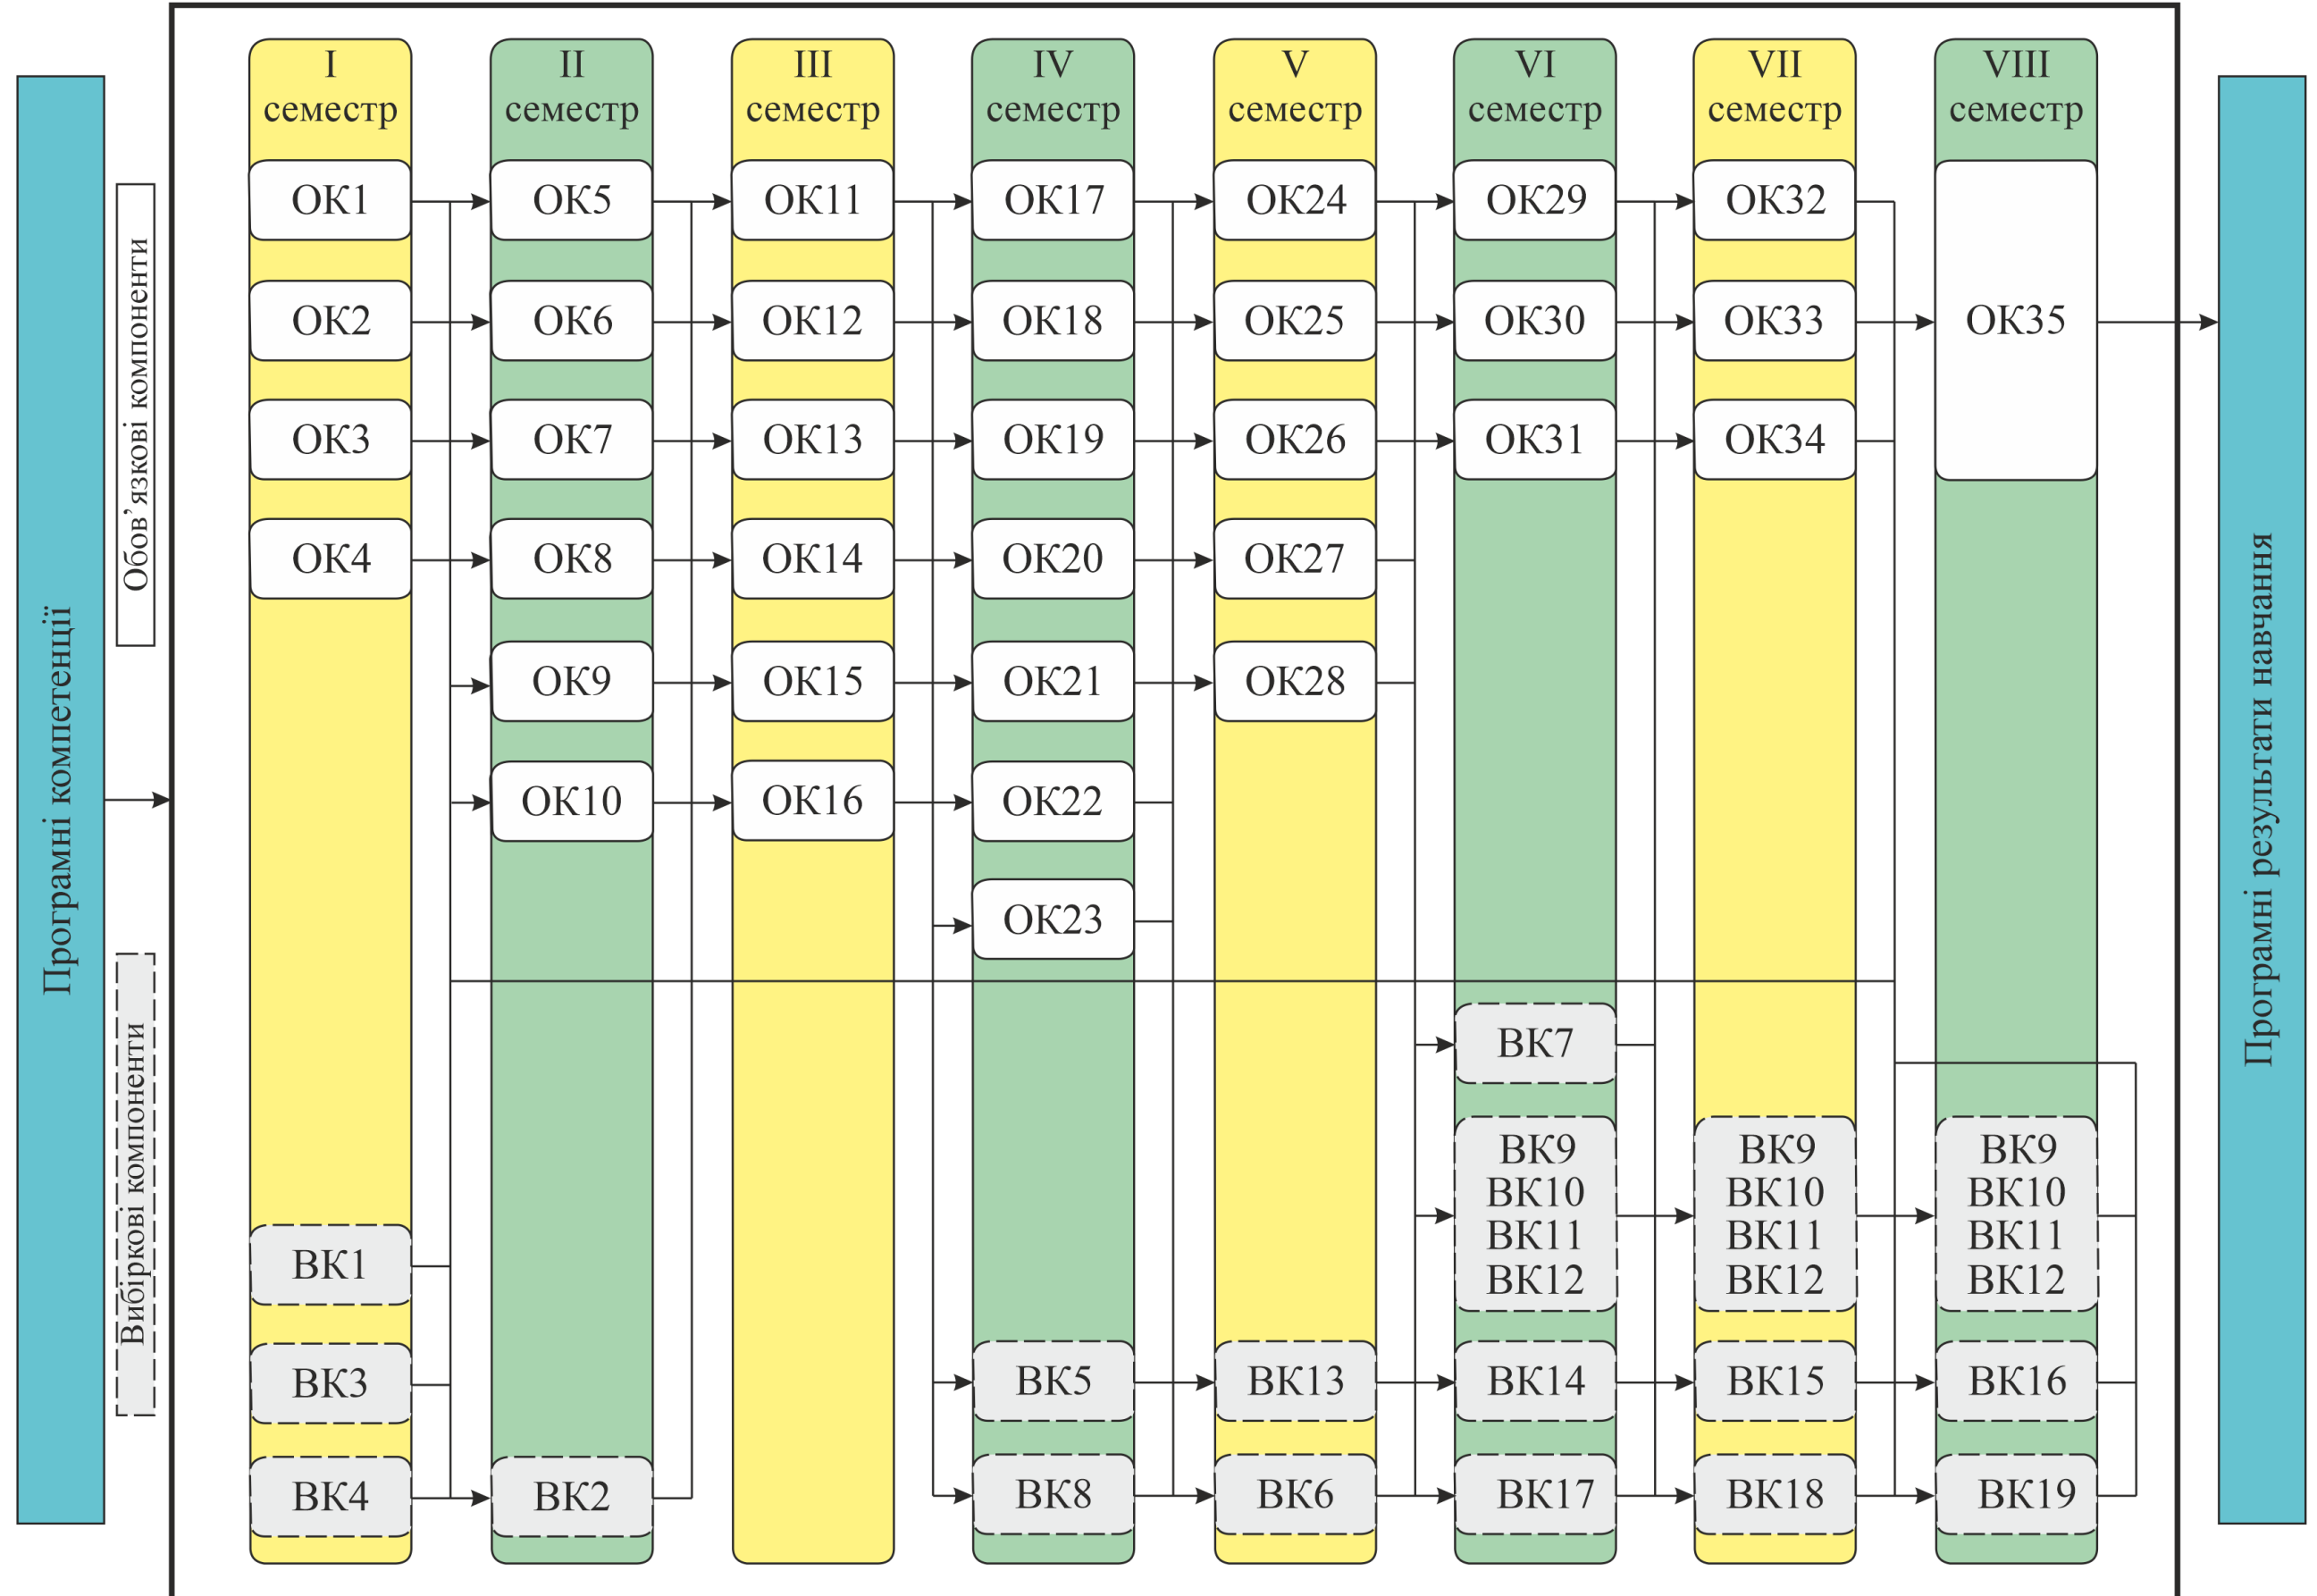 Програмні компетенції
Обов’язкові компоненти
Вибіркові компоненти
I
семестр
ОК1
ОК2
ОК3
ОК4
ВК1
ВК3
ВК4
II
семестр
ОК5
ОК6
ОК7
ОК8
ОК9
ОК10
ВК2
III
семестр
ОК11
ОК12
ОК13
ОК14
ОК15
ОК16
IV
семестр
ОК17
ОК18
ОК19
ОК20
ОК21
ОК22
ОК23
ВК5
ВК8
V
семестр
ОК24
ОК25
ОК26
ОК27
ОК28
ВК13
ВК6
VI
семестр
ОК29
ОК30
ОК31
ВК7
ВК9
ВК10
ВК11
ВК12
ВК14
ВК17
VII
семестр
ОК32
ОК33
ОК34
ВК9
ВК10
ВК11
ВК12
ВК15
ВК18
VIII
семестр
ОК35
ВК9
ВК10
ВК11
ВК12
ВК16
ВК19
Програмні результати навчання